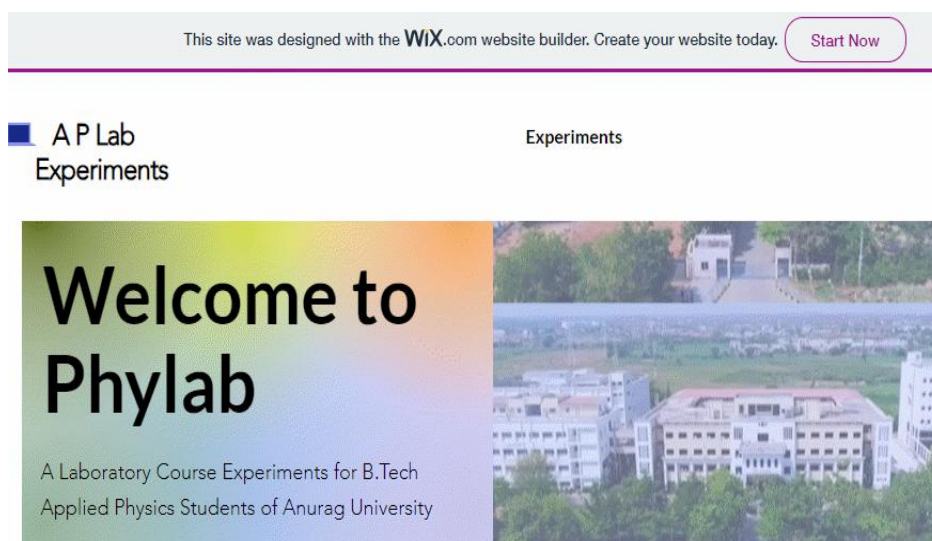 This site was designed with the WiX.com website builder. Create your website today.
Start Now
A P Lab
Experiments
Experiments
Welcome to
Phylab
A Laboratory Course Experiments for B.Tech
Applied Physics Students of Anurag University